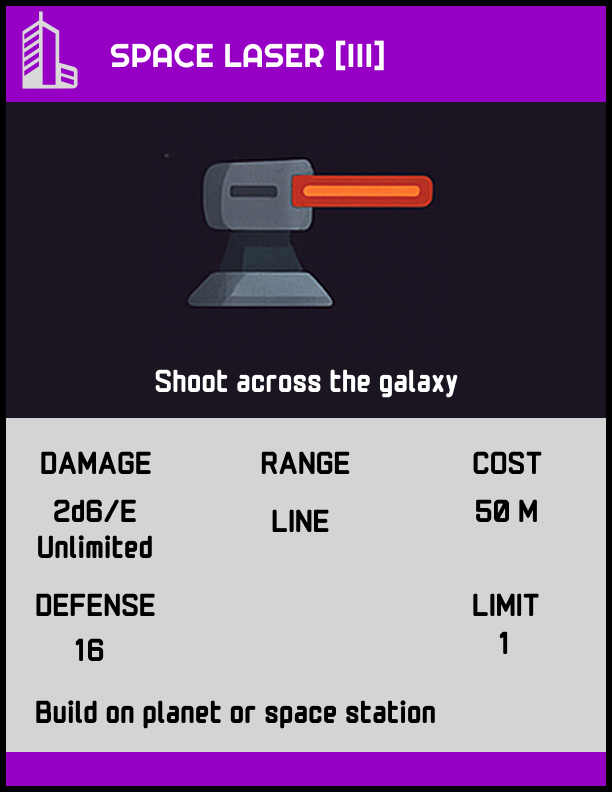 SPACE LASER [III]
Shoot across the galaxy
DAMAGE RANGE COST
2d6/E LINE 50 M
Unlimited
DEFENSE LIMIT
16 1
Build on planet or space station